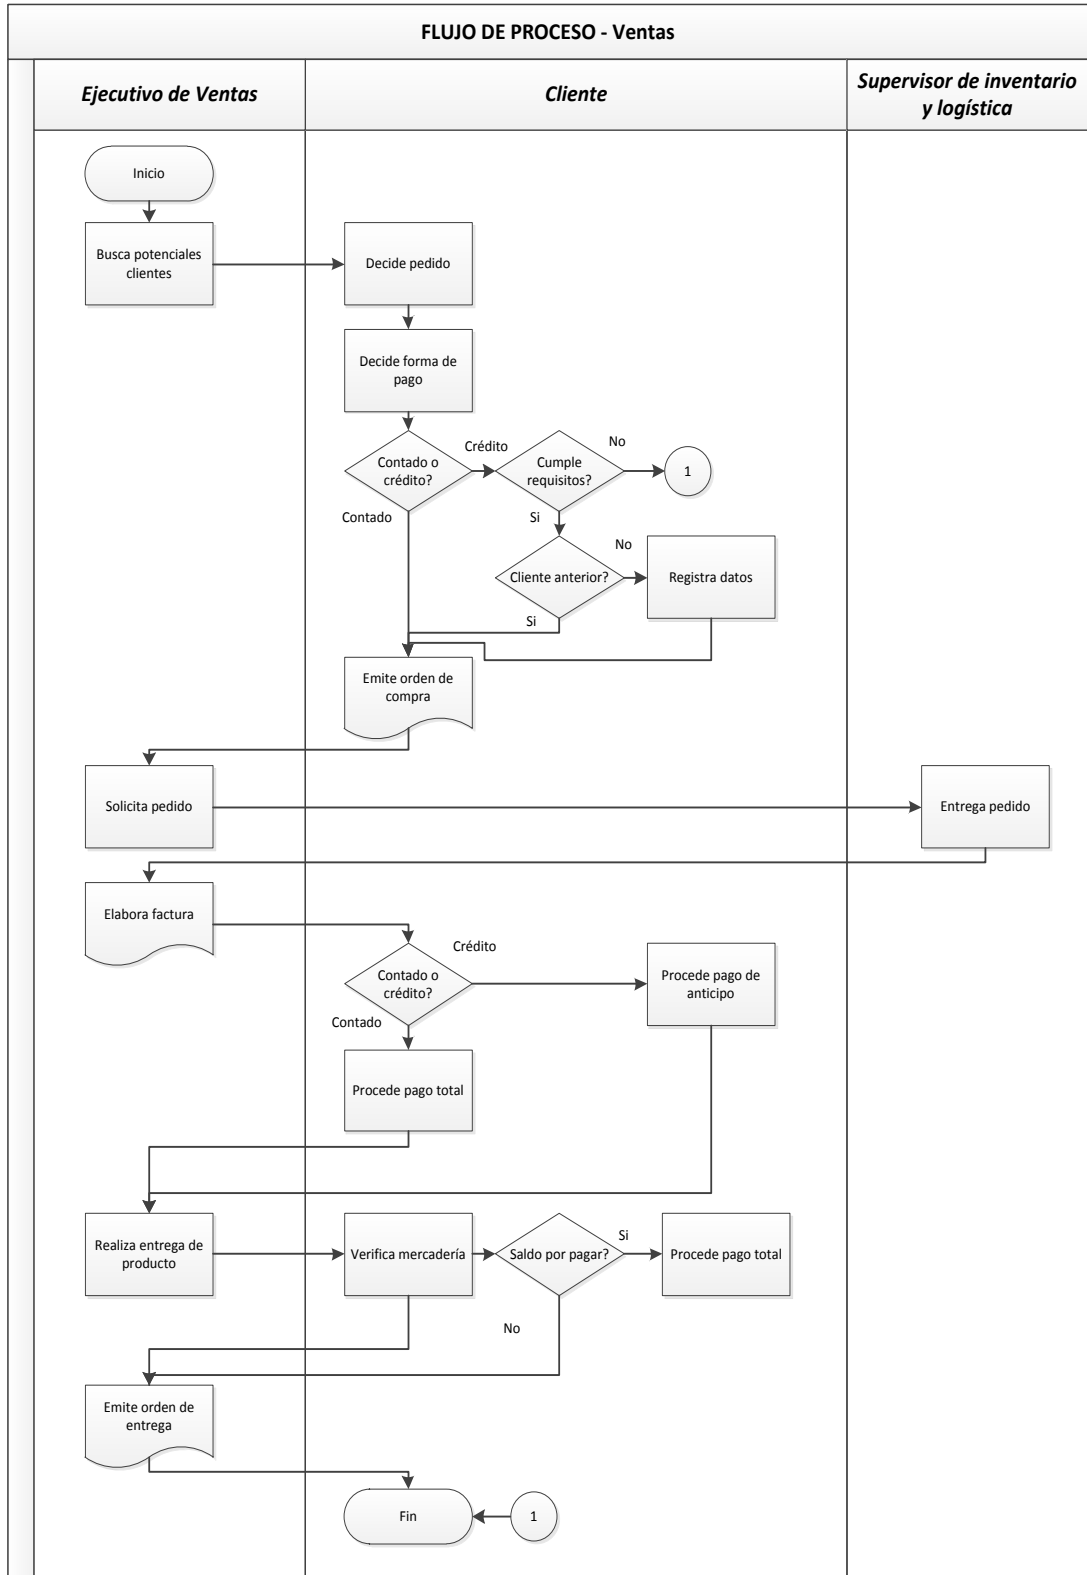 FLUJO DE PROCESO - Ventas
Ejecutivo de Ventas
Cliente
Supervisor de inventario
y logística
Inicio
Busca potenciales
clientes
Decide pedido
Decide forma de
pago
Contado o
crédito?
Crédito
Cumple
requisitos?
No
1
Contado
Si
Cliente anterior?
No
Registra datos
Si
Emite orden de
compra
Solicita pedido
Entrega pedido
Elabora factura
Contado o
crédito?
Crédito
Procede pago de
anticipo
Contado
Procede pago total
Realiza entrega de
producto
Verifica mercadería
Saldo por pagar?
Si
Procede pago total
No
Emite orden de
entrega
Fin
1